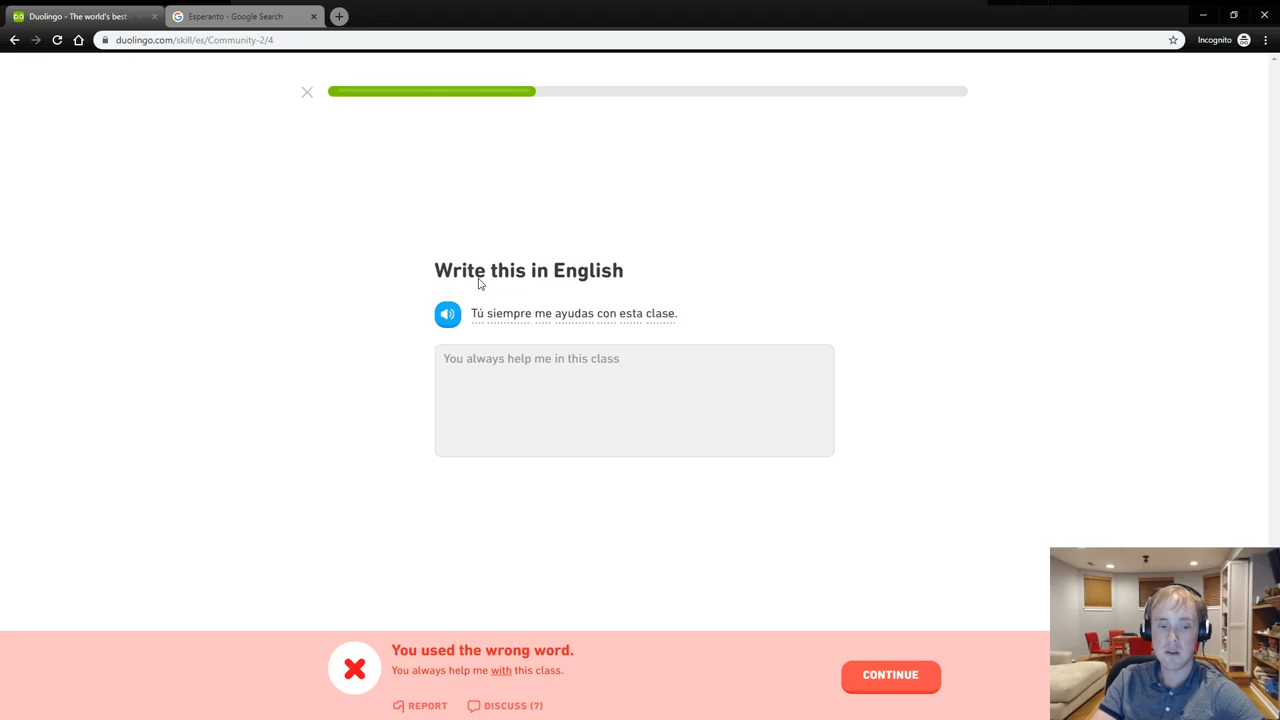 Duolingo - The world's best
Esperanto - Google Search
duolingo.com/skill/es/Community-2/4
Incognito
Write this in English
Tú siempre me ayudas con esta clase.
You always help me in this class
You used the wrong word.
You always help me with this class.
REPORT
DISCUSS (7)
CONTINUE